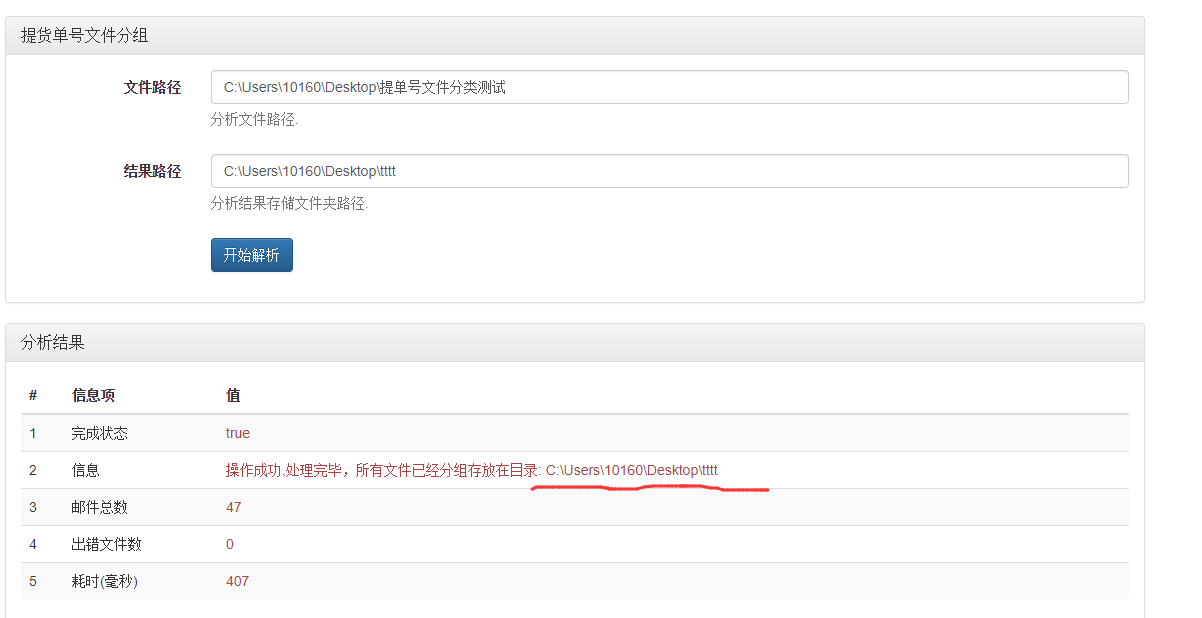 提货单号文件分组
文件路径 C:\Users\10160\Desktop\提单号文件分类测试
分析文件路径.
结果路径 C:\Users\10160\Desktop\tttt
分析结果存储文件夹路径.
开始解析
分析结果
# 信息项 值
1 完成状态 true
2 信息 操作成功,处理完毕，所有文件已经分组存放在目录: C:\Users\10160\Desktop\tttt
3 邮件总数 47
4 出错文件数 0
5 耗时(毫秒) 407